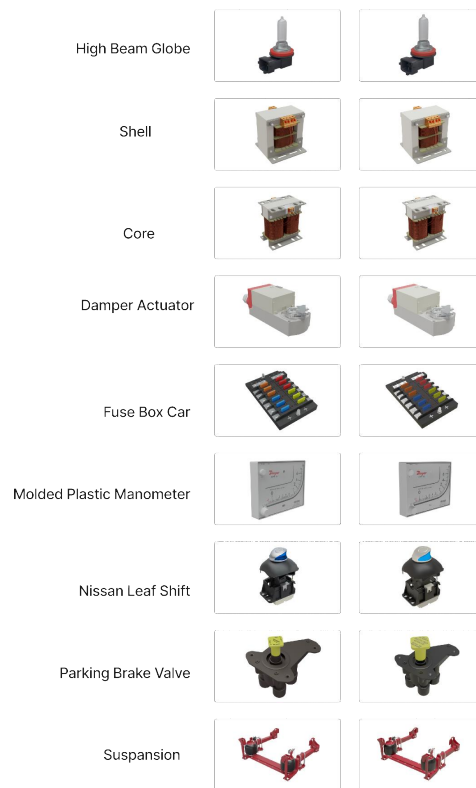 High Beam Globe
Shell
Core
Damper Actuator
Fuse Box Car
Molded Plastic Manometer
Nissan Leaf Shift
Parking Brake Valve
Suspansion